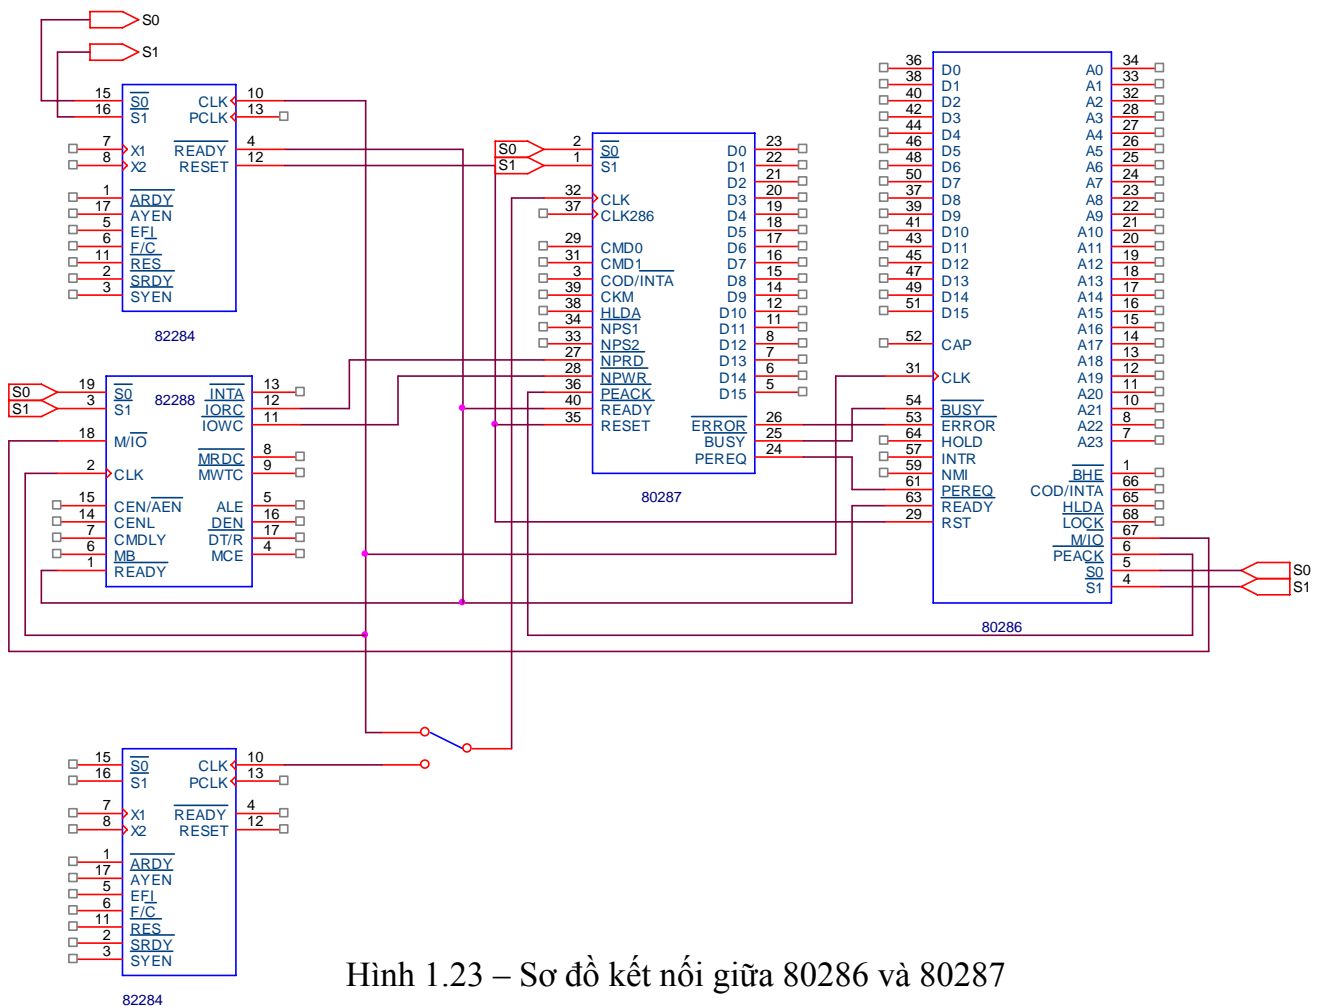 S0
S1
15 S0 CLK 10
16 S1 PCLK 13
7 X1 READY 4
8 X2 RESET 12
1 ARDY
17 AYEN
5 EFI
6 F/C
11 RES
2 SRDY
3 SYEN
82284
S0 19 S0 82288 INTA 13
S1 3 S1 IORC 12
IOWC 11
18 M/IO
MRDC 8
2 CLK MWTC 9
15 CEN/AEN ALE 5
14 CENL DEN 16
7 CMDLY DT/R 17
6 MB MCE 4
1 READY
S0 2 S0 D0 23
S1 1 S1 D1 22
D2 21
32 CLK D3 20
37 CLK286 D4 19
D5 18
29 CMD0 D6 17
31 CMD1 D7 16
3 COD/INTA D8 15
39 CKM D9 14
38 HLDA D10 12
34 NPS1 D11 11
33 NPS2 D12 8
27 NPRD D13 7
28 NPWR D14 6
36 PEACK D15 5
40 READY
35 RESET ERROR 26
BUSY 25
PEREQ 24
80287
36 D0 A0 34
38 D1 A1 33
40 D2 A2 32
42 D3 A3 28
44 D4 A4 27
46 D5 A5 26
48 D6 A6 25
50 D7 A7 24
37 D8 A8 23
39 D9 A9 22
41 D10 A10 21
43 D11 A11 20
45 D12 A12 19
47 D13 A13 18
49 D14 A14 17
51 D15 A15 16
A16 15
52 CAP A17 14
A18 13
31 CLK A19 12
A20 11
54 BUSY A21 10
53 ERROR A22 8
64 HOLD A23 7
57 INTR
59 NMI BHE 1
61 PEREQ COD/INTA 66
63 READY HLDA 65
29 RST LOCK 68
M/IO 67
PEACK 6
S0 5 S0
S1 4 S1
80286
15 S0 CLK 10
16 S1 PCLK 13
7 X1 READY 4
8 X2 RESET 12
1 ARDY
17 AYEN
5 EFI
6 F/C
11 RES
2 SRDY
3 SYEN
82284
Hình 1.23 – Sơ đồ kết nối giữa 80286 và 80287